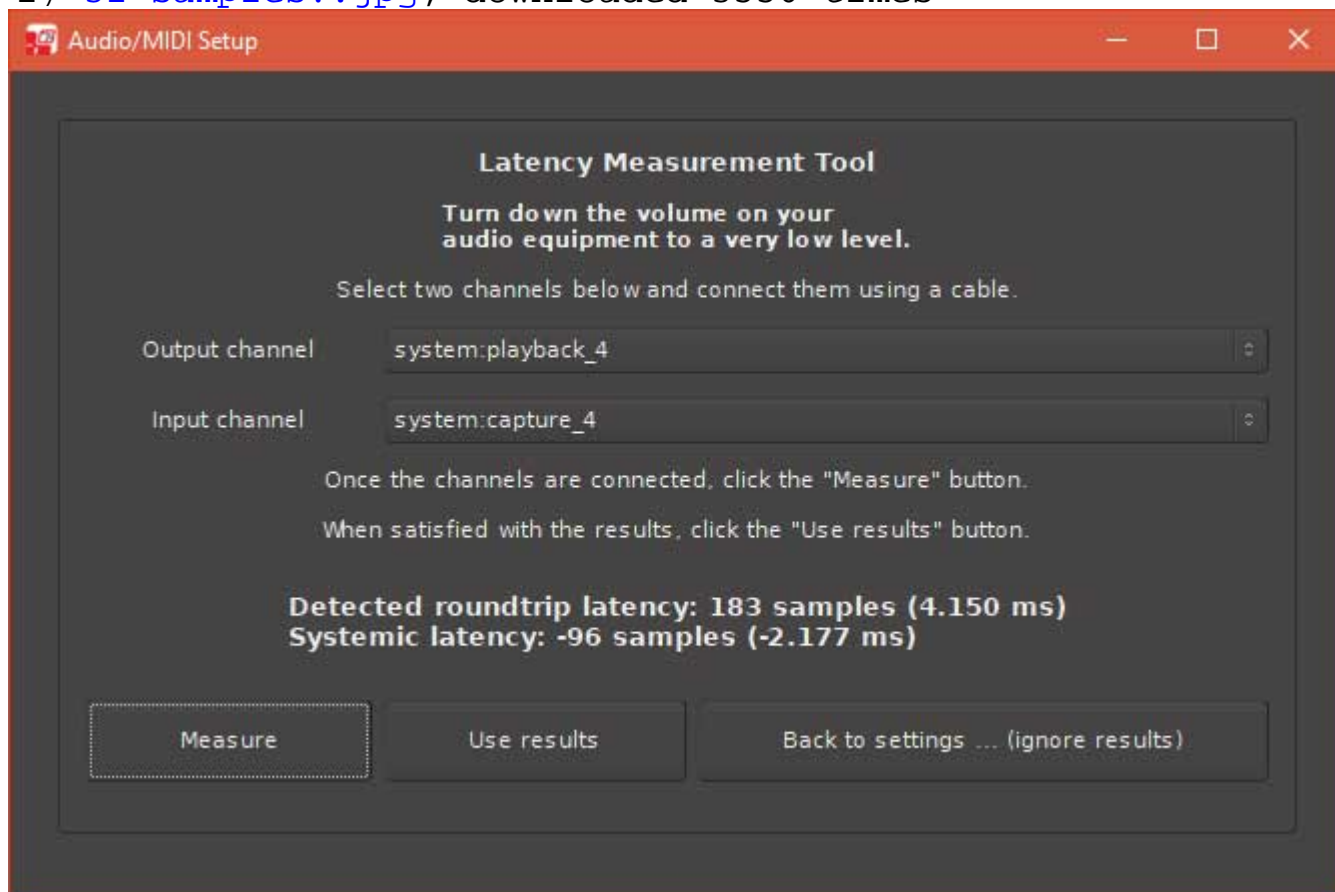 Audio/MIDI Setup
Latency Measurement Tool
Turn down the volume on your
audio equipment to a very low level.
Select two channels below and connect them using a cable.
Output channel system:playback_4
Input channel system:capture_4
Once the channels are connected, click the "Measure" button.
When satisfied with the results, click the "Use results" button.
Detected roundtrip latency: 183 samples (4.150 ms)
Systemic latency: -96 samples (-2.177 ms)
Measure Use results Back to settings ... (ignore results)